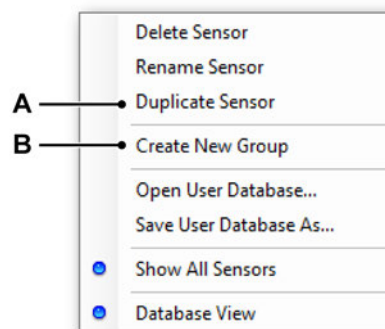 Delete Sensor
Rename Sensor
A Duplicate Sensor
B Create New Group
Open User Database...
Save User Database As...
Show All Sensors
Database View